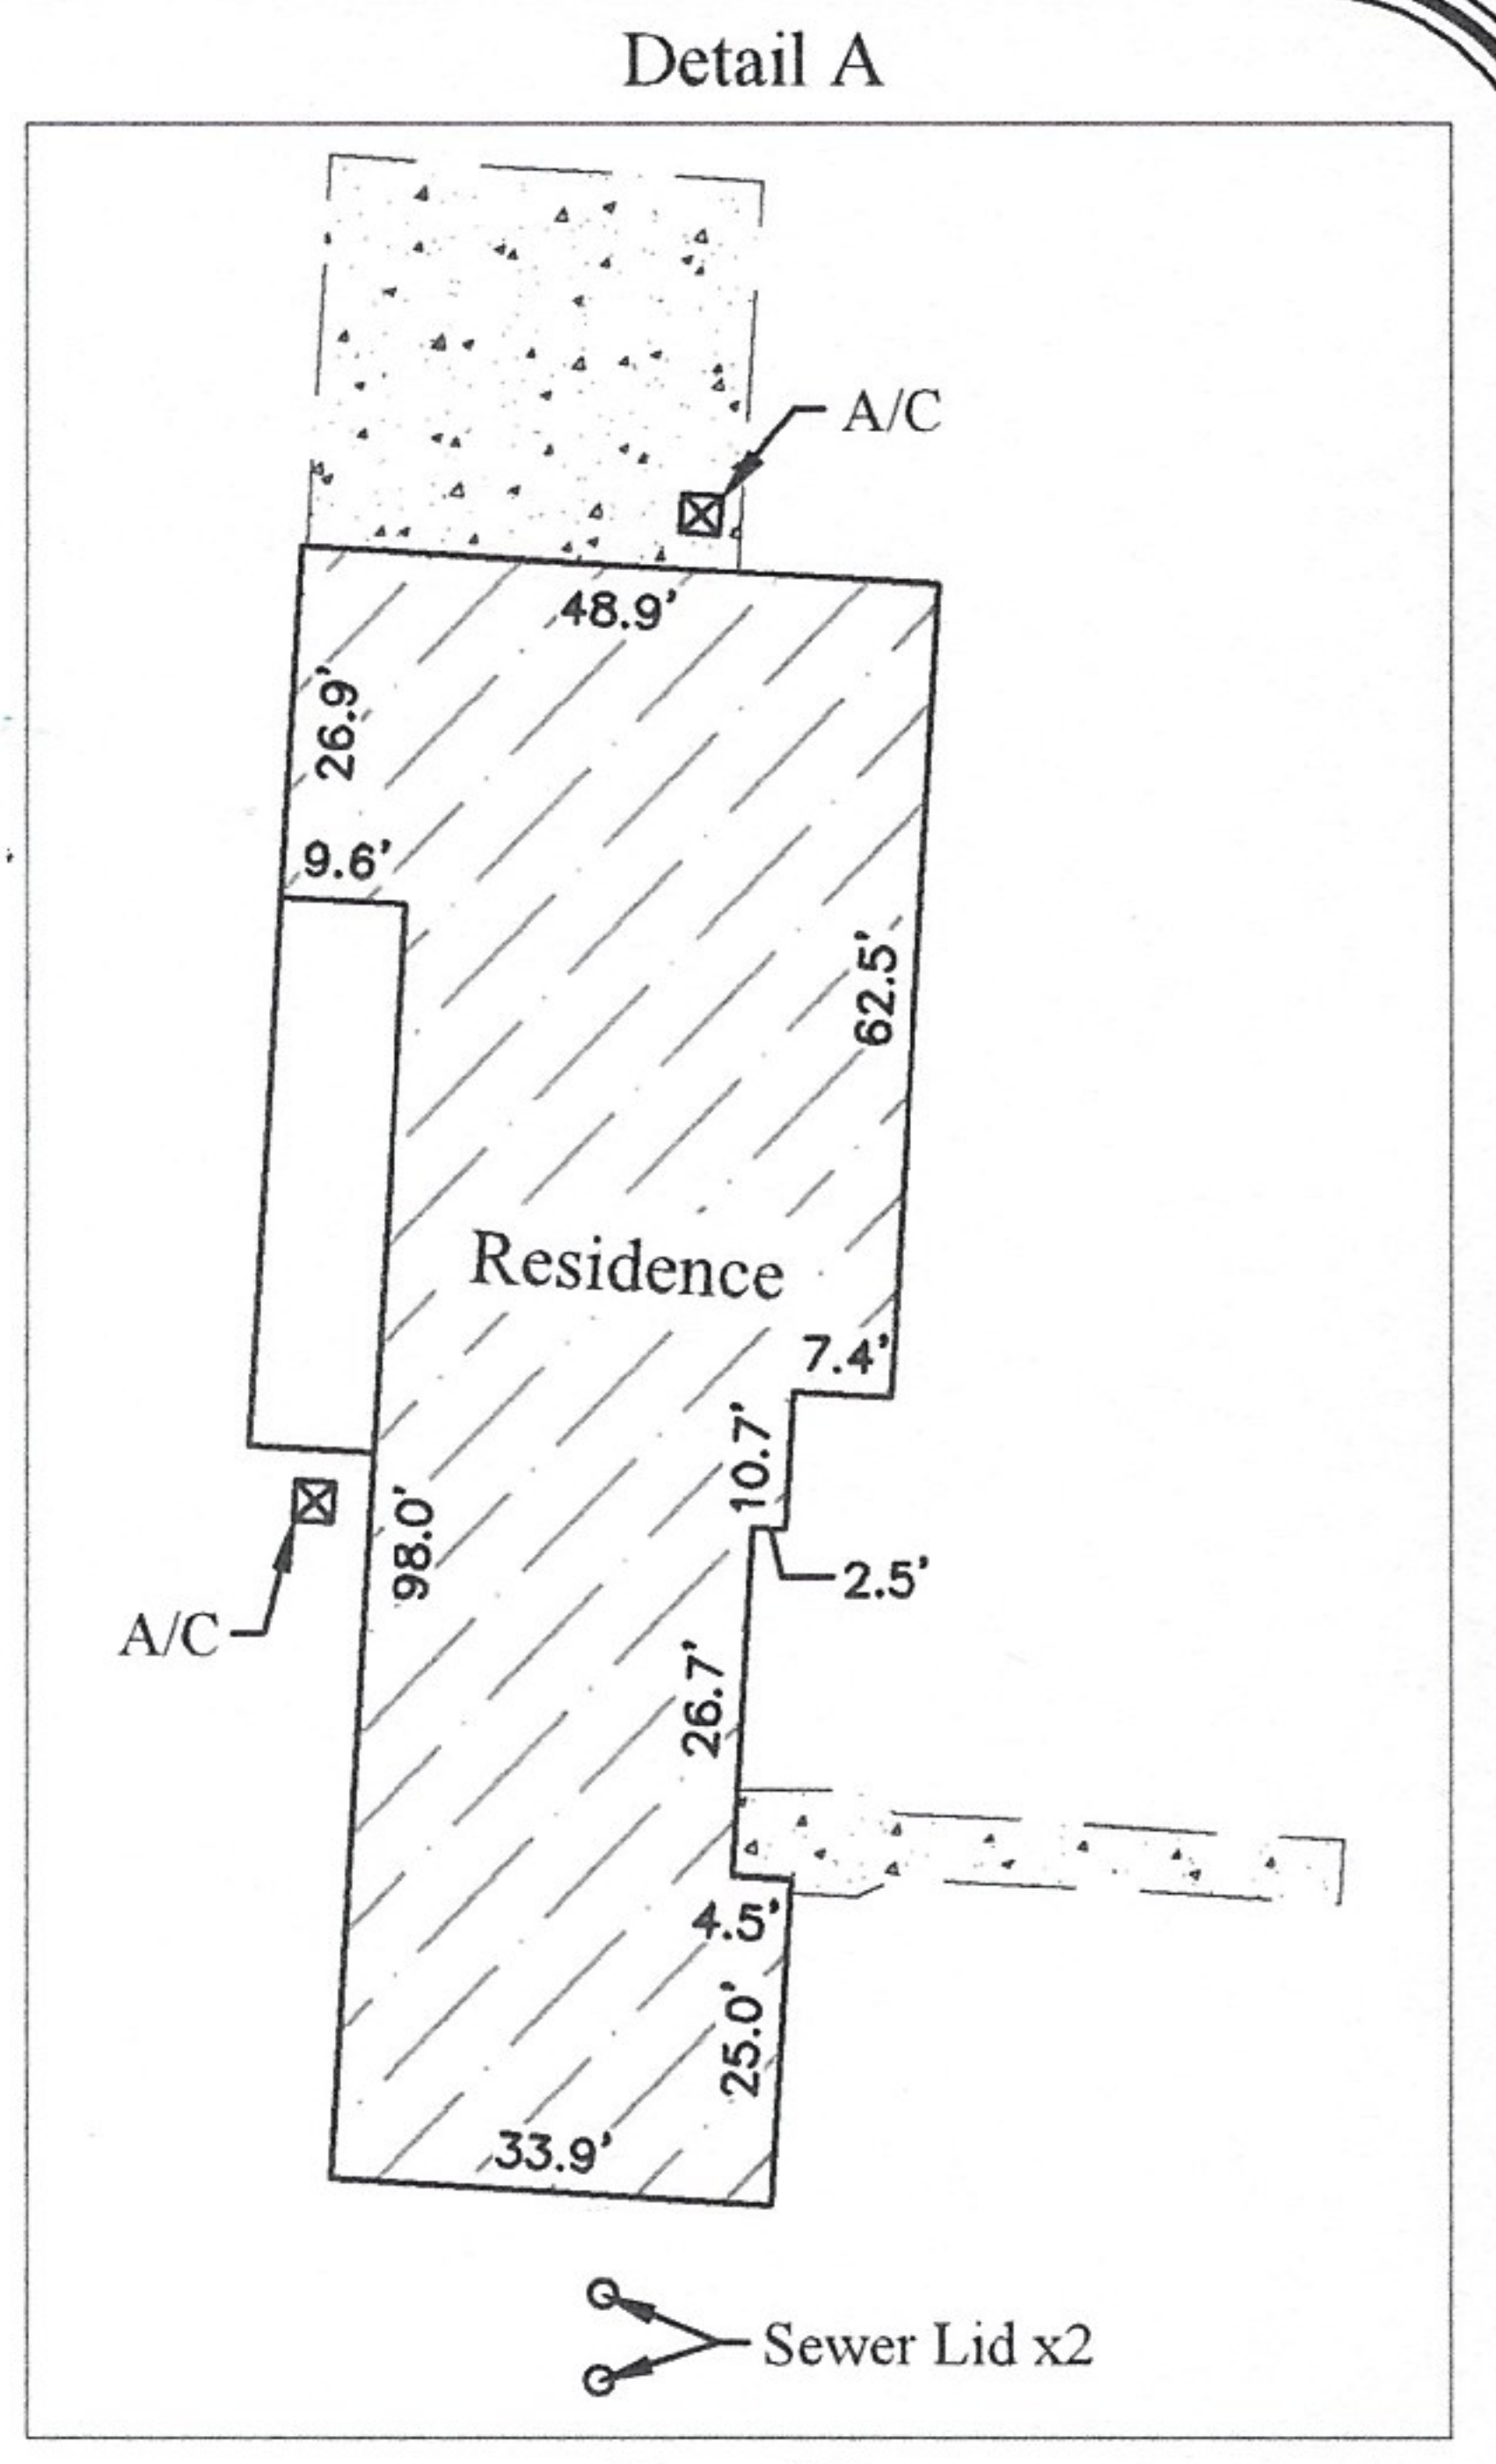 Detail A
A/C
48.9'
26.9'
9.6'
62.5'
Residence
7.4'
10.7'
98.0'
2.5'
A/C
26.7'
4.5'
25.0'
33.9'
Sewer Lid x2